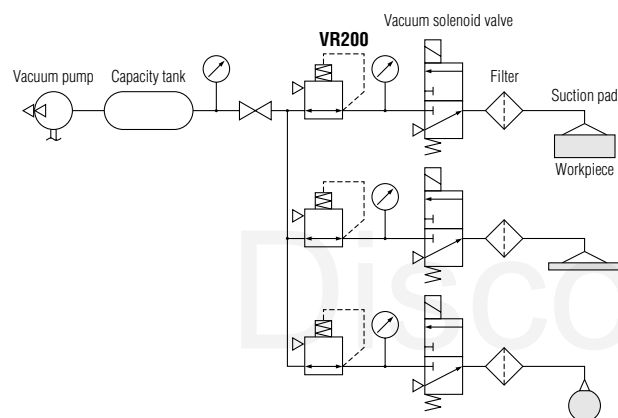 Vacuum solenoid valve
VR200
Vacuum pump
Capacity tank
Filter
Suction pad
Workpiece
Disco